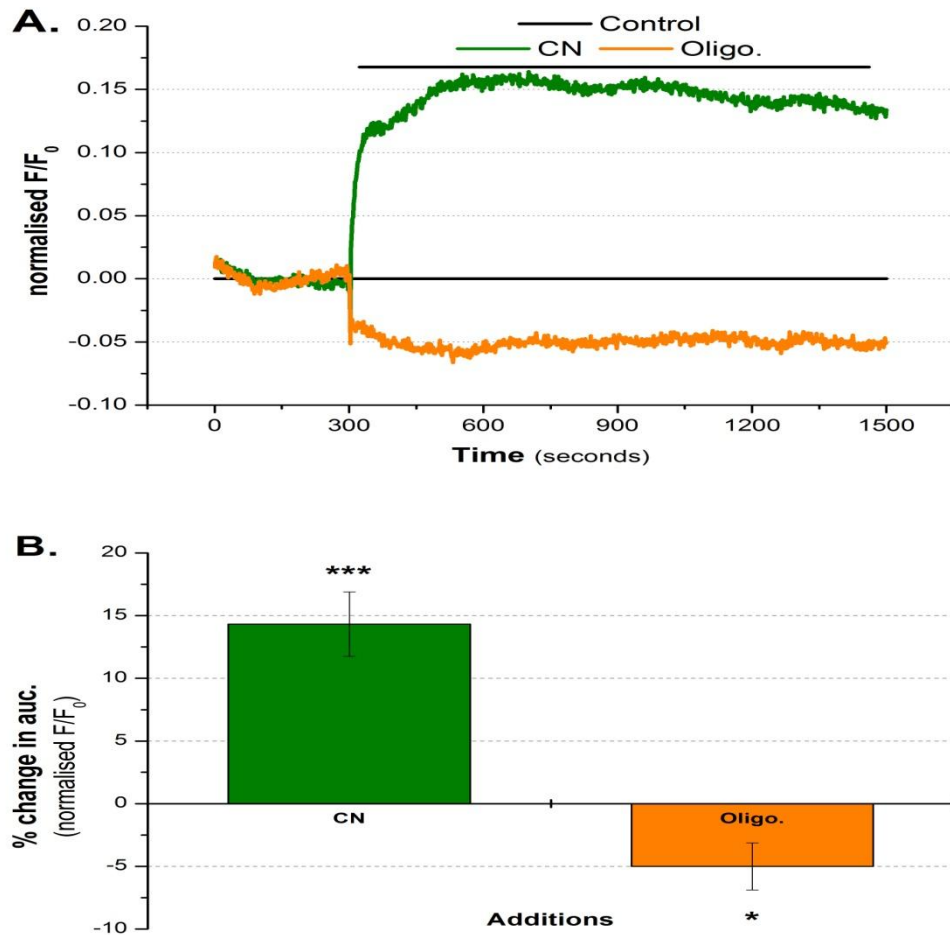 A.
Control
CN Oligo.
normalised F/F0
0.20
0.15
0.10
0.05
0.00
-0.05
-0.10
0 300 600 900 1200 1500
Time (seconds)
B.
% change in auc.
(normalised F/F0)
20
15
10
5
0
-5
-10
***
CN Oligo.
Additions *